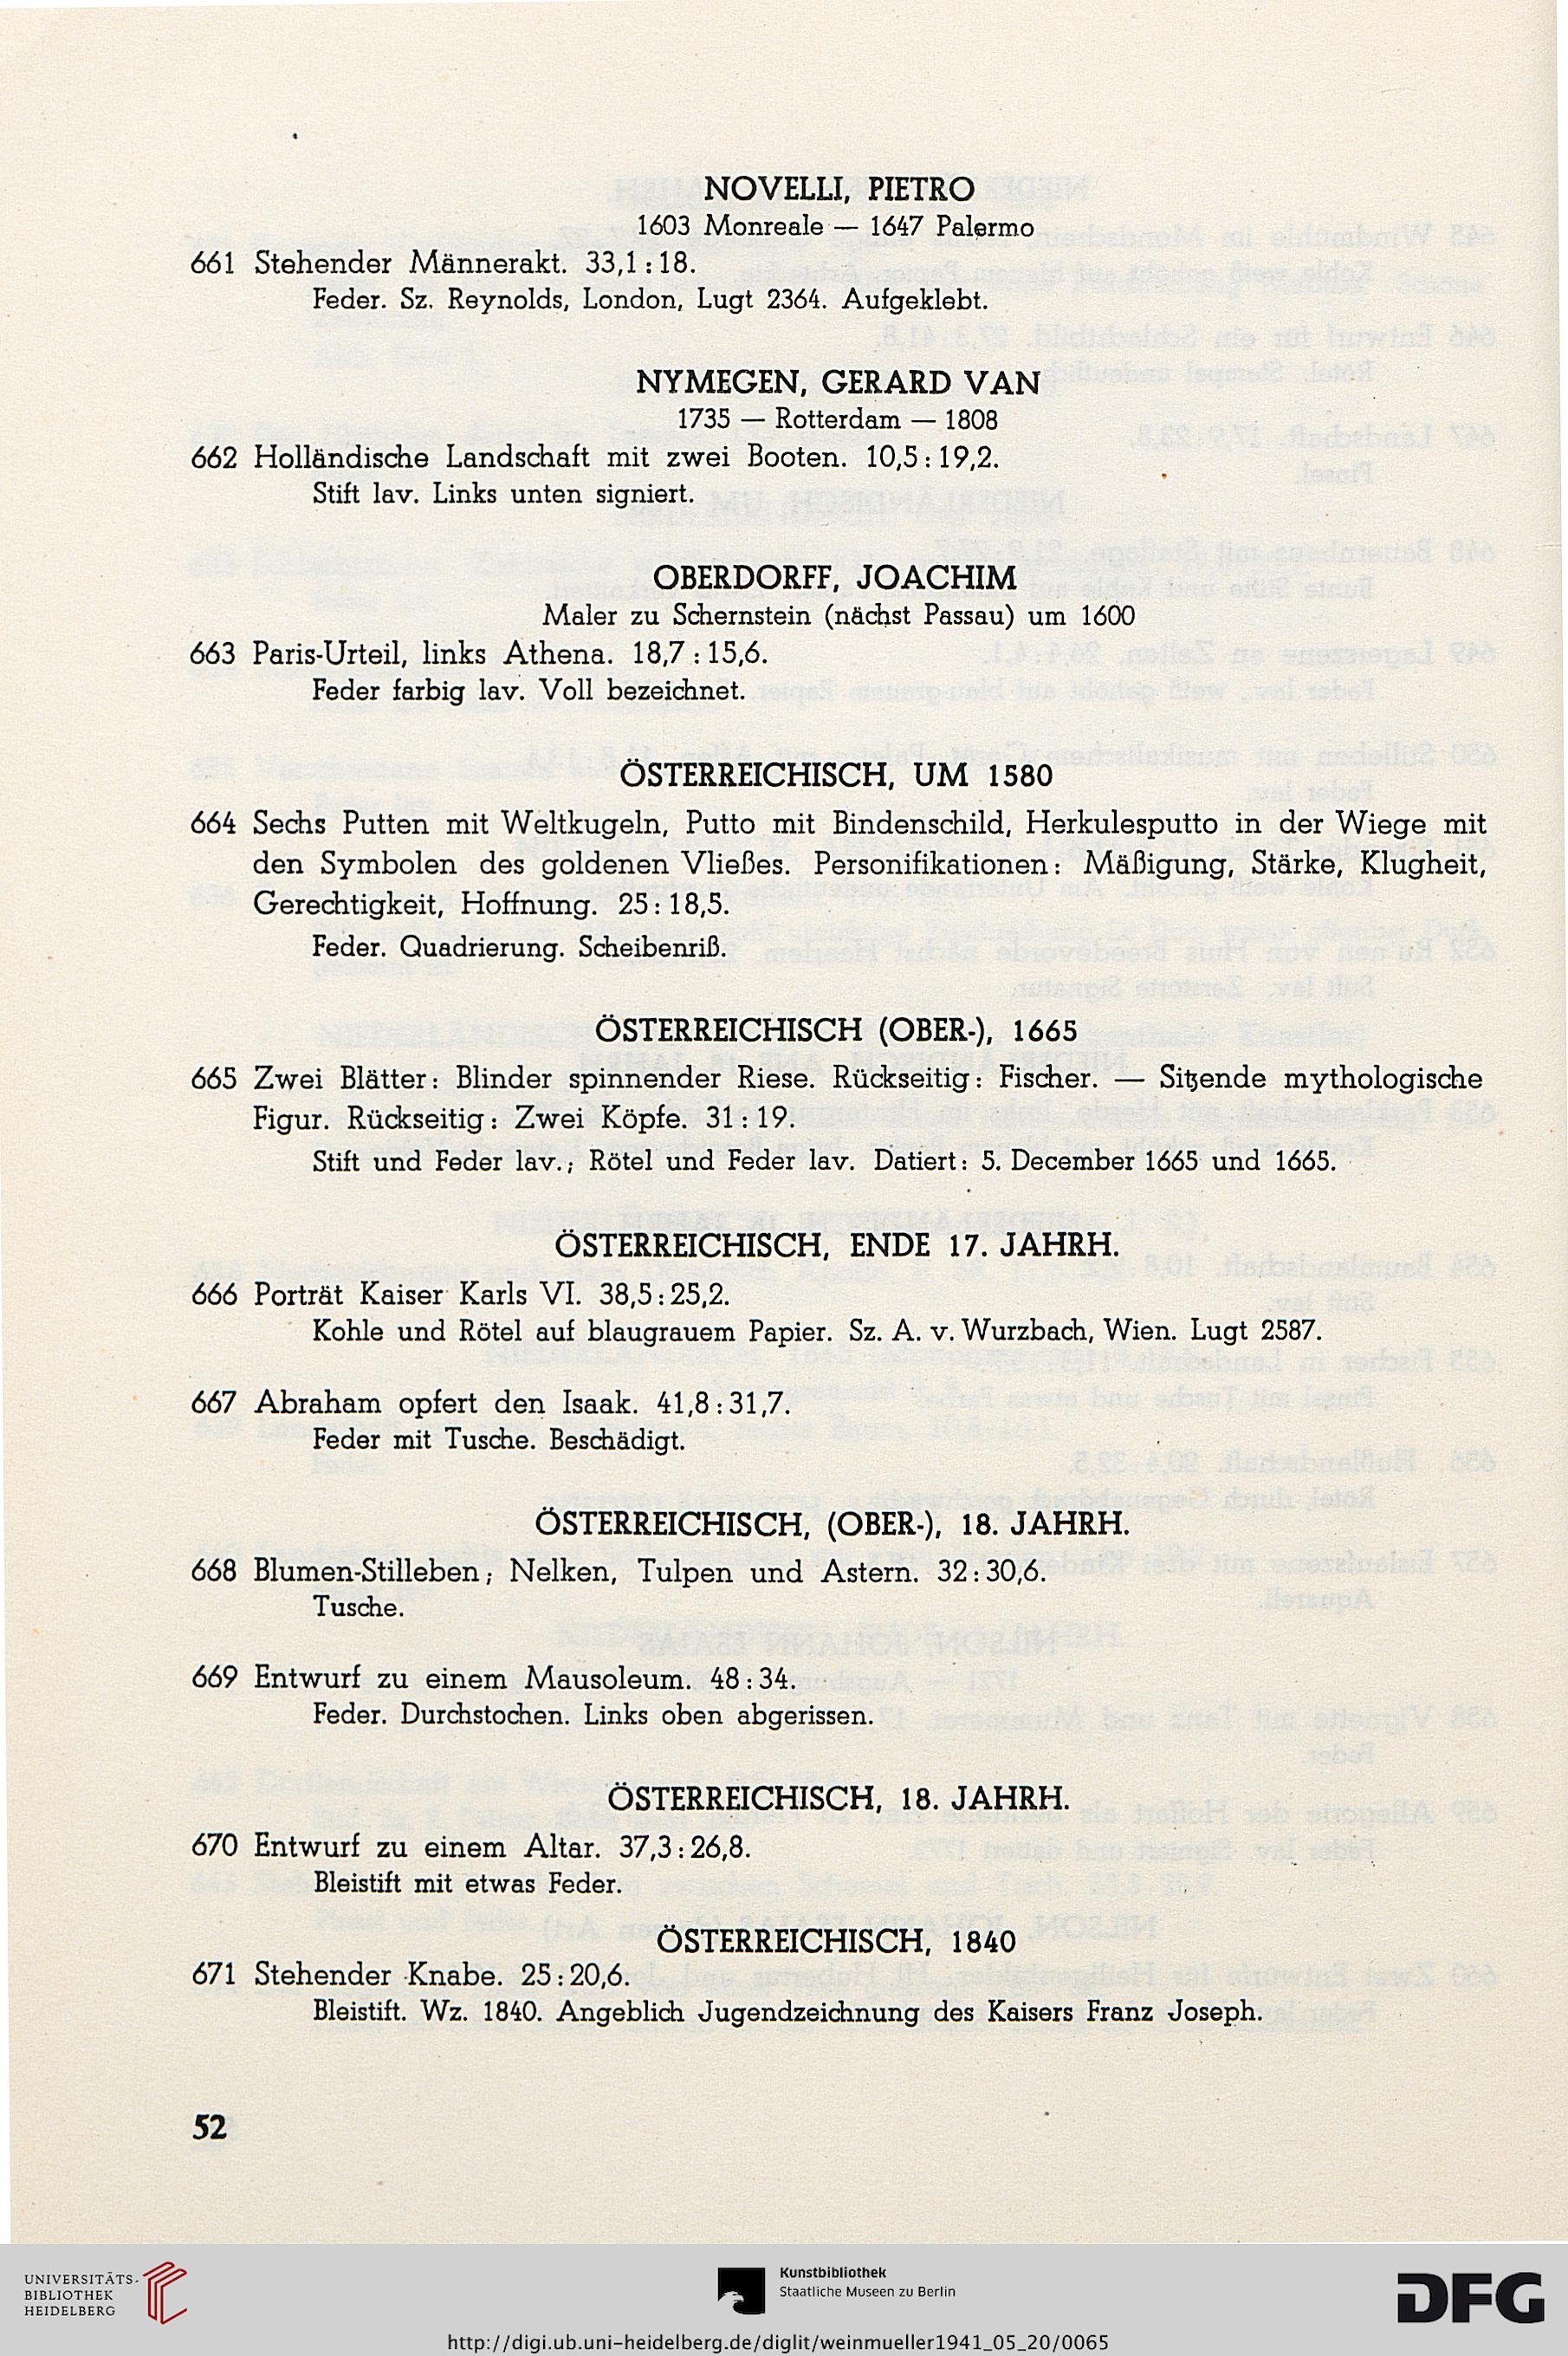 NOVELLI, PIETRO
1603 Monreale — 1647 Palermo
661 Stehender Männerakt. 33,1 : 18.
Feder. Sz. Reynolds, London, Lugt 2364. Aufgeklebt.
NYMEGEN, GERARD VAN
1735 — Rotterdam — 1808
662 Holländische Landschaft mit zwei Booten. 10,5 : 19,2.
Stift lav. Links unten signiert.
OBERDORFF, JOACHIM
Maler zu Schernstein (nächst Passau) um 1600
663 Paris-Urteil, links Athena. 18,7 : 15,6.
Feder farbig lav. Voll bezeichnet.
ÖSTERREICHISCH, UM 1580
664 Sechs Putten mit Weltkugeln, Putto mit Bindenschild, Herkulesputto in der Wiege mit
den Symbolen des goldenen Vließes. Personifikationen: Mäßigung, Stärke, Klugheit,
Gerechtigkeit, Hoffnung. 25 : 18,5.
Feder. Quadrierung. Scheibenriß.
ÖSTERREICHISCH (OBER-), 1665
665 Zwei Blätter: Blinder spinnender Riese. Rückseitig: Fischer. — Sitzende mythologische
Figur. Rückseitig: Zwei Köpfe. 31 : 19.
Stift und Feder lav.; Rötel und Feder lav. Datiert: 5. December 1665 und 1665.
ÖSTERREICHISCH, ENDE 17. JAHRH.
666 Porträt Kaiser Karls VI. 38,5 : 25,2.
Kohle und Rötel auf blaugrauem Papier. Sz. A. v. Wurzbach, Wien. Lugt 2587.
667 Abraham opfert den Isaak. 41,8 : 31,7.
Feder mit Tusche. Beschädigt.
ÖSTERREICHISCH, (OBER-), 18. JAHRH.
668 Blumen-Stilleben; Nelken, Tulpen und Astern. 32 : 30,6.
Tusche.
669 Entwurf zu einem Mausoleum. 48 : 34.
Feder. Durchstochen. Links oben abgerissen.
ÖSTERREICHISCH, 18. JAHRH.
670 Entwurf zu einem Altar. 37,3 : 26,8.
Bleistift mit etwas Feder.
ÖSTERREICHISCH, 1840
671 Stehender Knabe. 25 : 20,6.
Bleistift. Wz. 1840. Angeblich Jugendzeichnung des Kaisers Franz Joseph.
52
UNIVERSITÄTS-
BIBLIOTHEK
HEIDELBERG
Kunstbibliothek
Staatliche Museen zu Berlin
DFG
http://digi.ub.uni-heidelberg.de/diglit/weinmueller1941_05_20/0065